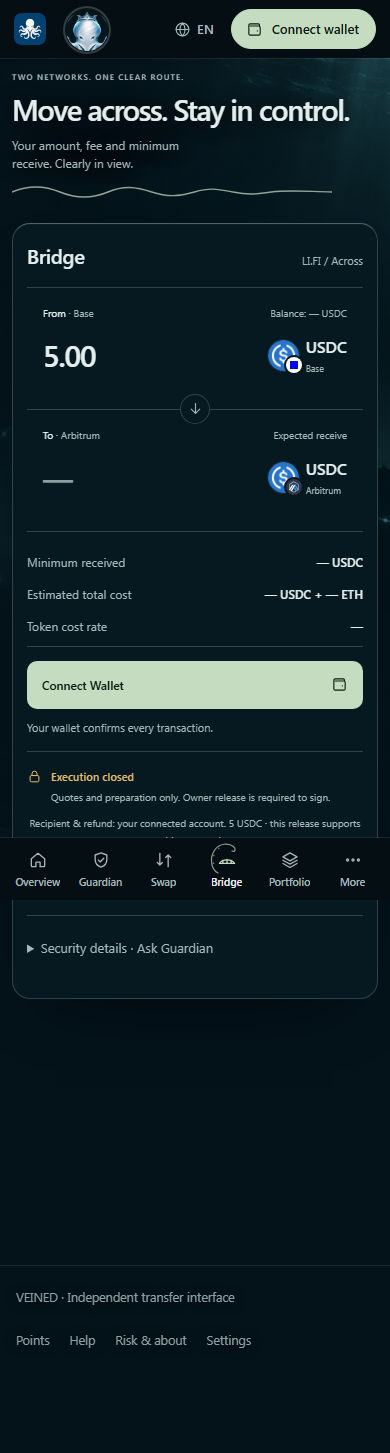 EN
Connect wallet
TWO NETWORKS. ONE CLEAR ROUTE.
Move across. Stay in control.
Your amount, fee and minimum
receive. Clearly in view.
Bridge
LI.FI / Across
From · Base
Balance: — USDC
5.00
USDC
Base
To · Arbitrum
Expected receive
—
USDC
Arbitrum
Minimum received
— USDC
Estimated total cost
— USDC + — ETH
Token cost rate
—
Connect Wallet
Your wallet confirms every transaction.
Execution closed
Quotes and preparation only. Owner release is required to sign.
Recipient & refund: your connected account. 5 USDC · this release supports
Overview
Guardian
Swap
Bridge
Portfolio
More
Security details · Ask Guardian
VEINED · Independent transfer interface
Points
Help
Risk & about
Settings